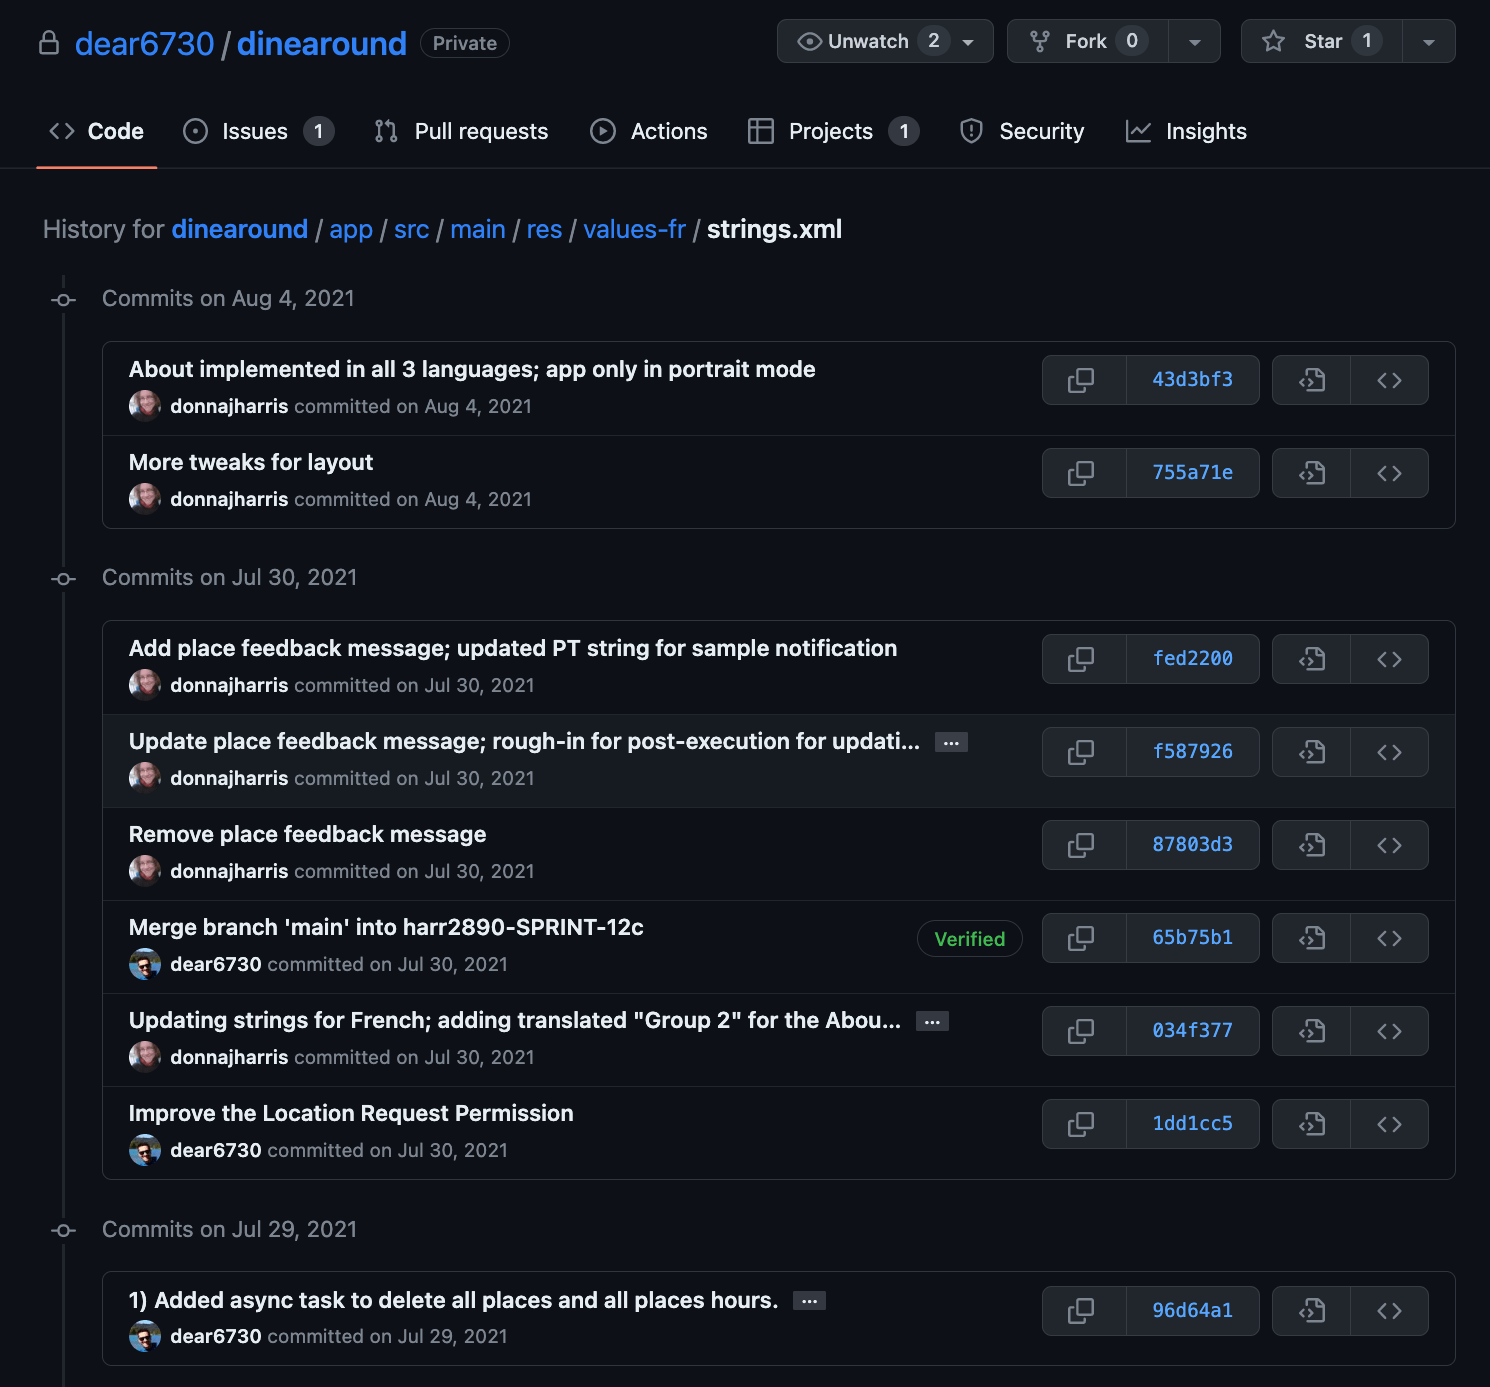 dear6730 / dinearound Private Unwatch 2 Fork 0 Star 1
Code Issues 1 Pull requests Actions Projects 1 Security Insights
History for dinearound / app / src / main / res / values-fr / strings.xml
Commits on Aug 4, 2021
About implemented in all 3 languages; app only in portrait mode 43d3bf3
donnajharris committed on Aug 4, 2021
More tweaks for layout 755a71e
donnajharris committed on Aug 4, 2021
Commits on Jul 30, 2021
Add place feedback message; updated PT string for sample notification fed2200
donnajharris committed on Jul 30, 2021
Update place feedback message; rough-in for post-execution for updati... ... f587926
donnajharris committed on Jul 30, 2021
Remove place feedback message 87803d3
donnajharris committed on Jul 30, 2021
Merge branch 'main' into harr2890-SPRINT-12c Verified 65b75b1
dear6730 committed on Jul 30, 2021
Updating strings for French; adding translated "Group 2" for the Abou... ... 034f377
donnajharris committed on Jul 30, 2021
Improve the Location Request Permission 1dd1cc5
dear6730 committed on Jul 30, 2021
Commits on Jul 29, 2021
1) Added async task to delete all places and all places hours. ... 96d64a1
dear6730 committed on Jul 29, 2021